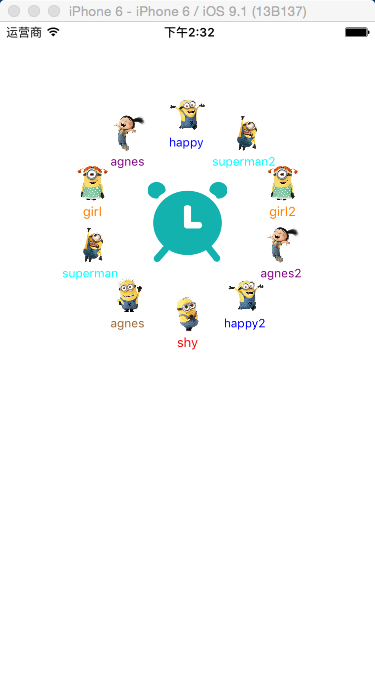 iPhone 6 - iPhone 6 / iOS 9.1 (13B137)
运营商 下午2:32
happy
agnes superman2
girl girl2
superman agnes2
agnes happy2
shy